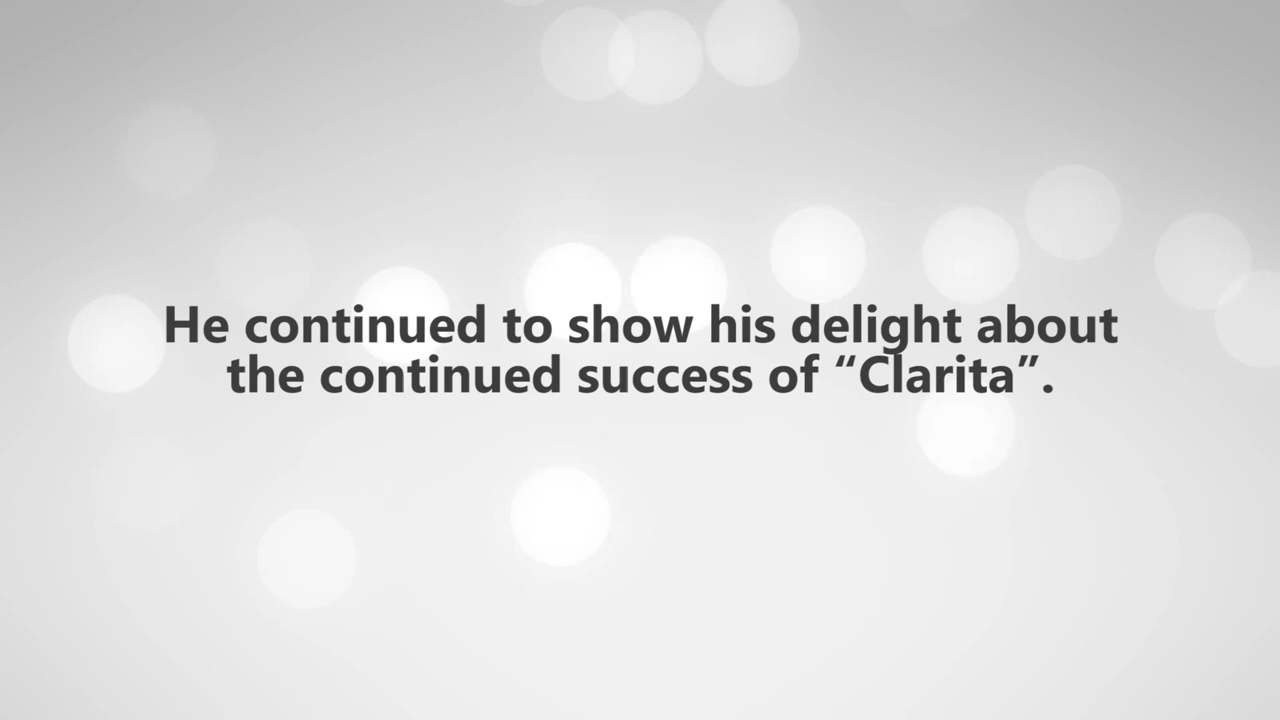 He continued to show his delight about
the continued success of “Clarita”.